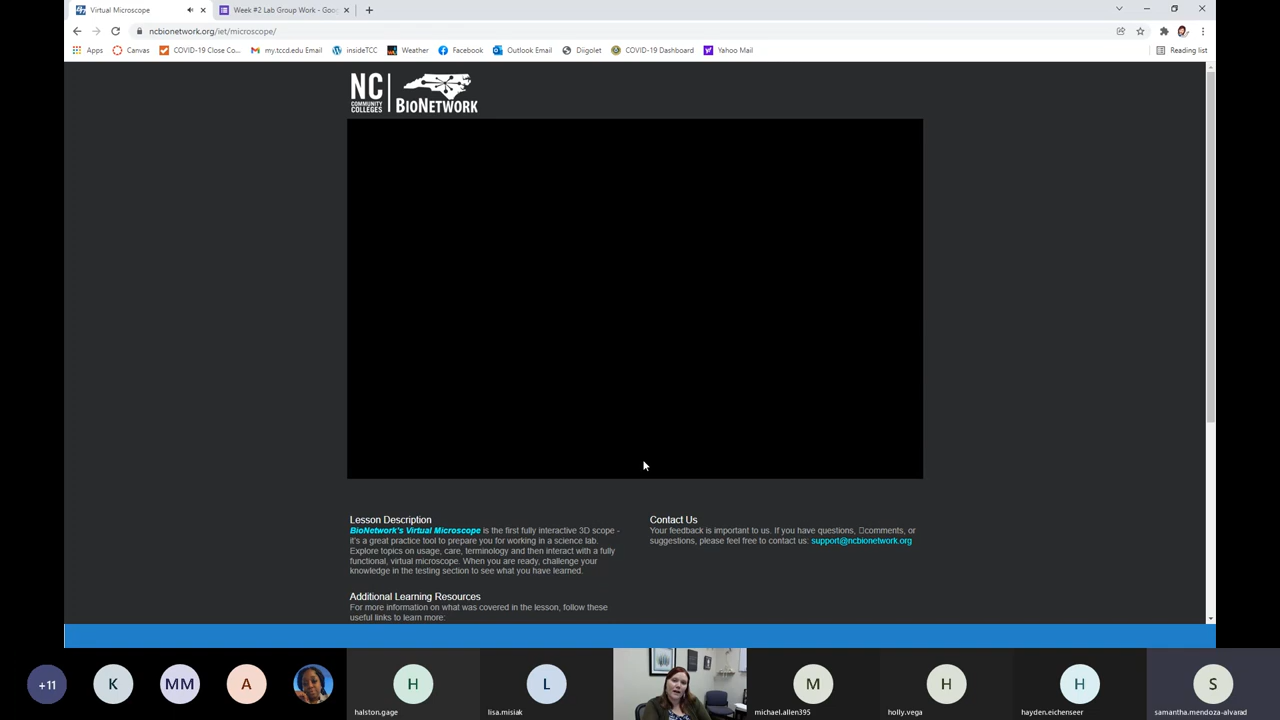 Virtual Microscope
Week #2 Lab Group Work - Goo
ncbionetwork.org/iet/microscope/
Apps
Canvas
COVID-19 Close Co...
my.tccd.edu Email
insideTCC
Weather
Facebook
Outlook Email
Diigolet
COVID-19 Dashboard
Yahoo Mail
Reading list
NC
COMMUNITY
COLLEGES
BIONETWORK
Lesson Description
BioNetwork's Virtual Microscope is the first fully interactive 3D scope -
it's a great practice tool to prepare you for working in a science lab.
Explore topics on usage, care, terminology and then interact with a fully
functional, virtual microscope. When you are ready, challenge your
knowledge in the testing section to see what you have learned.
Contact Us
Your feedback is important to us. If you have questions, comments, or
suggestions, please feel free to contact us: support@ncbionetwork.org
Additional Learning Resources
For more information on what was covered in the lesson, follow these
useful links to learn more:
+11
K
MM
A
H
halston.gage
L
lisa.misiak
M
michael.allen395
H
holly.vega
H
hayden.eichenseer
S
samantha.mendoza-alvarad